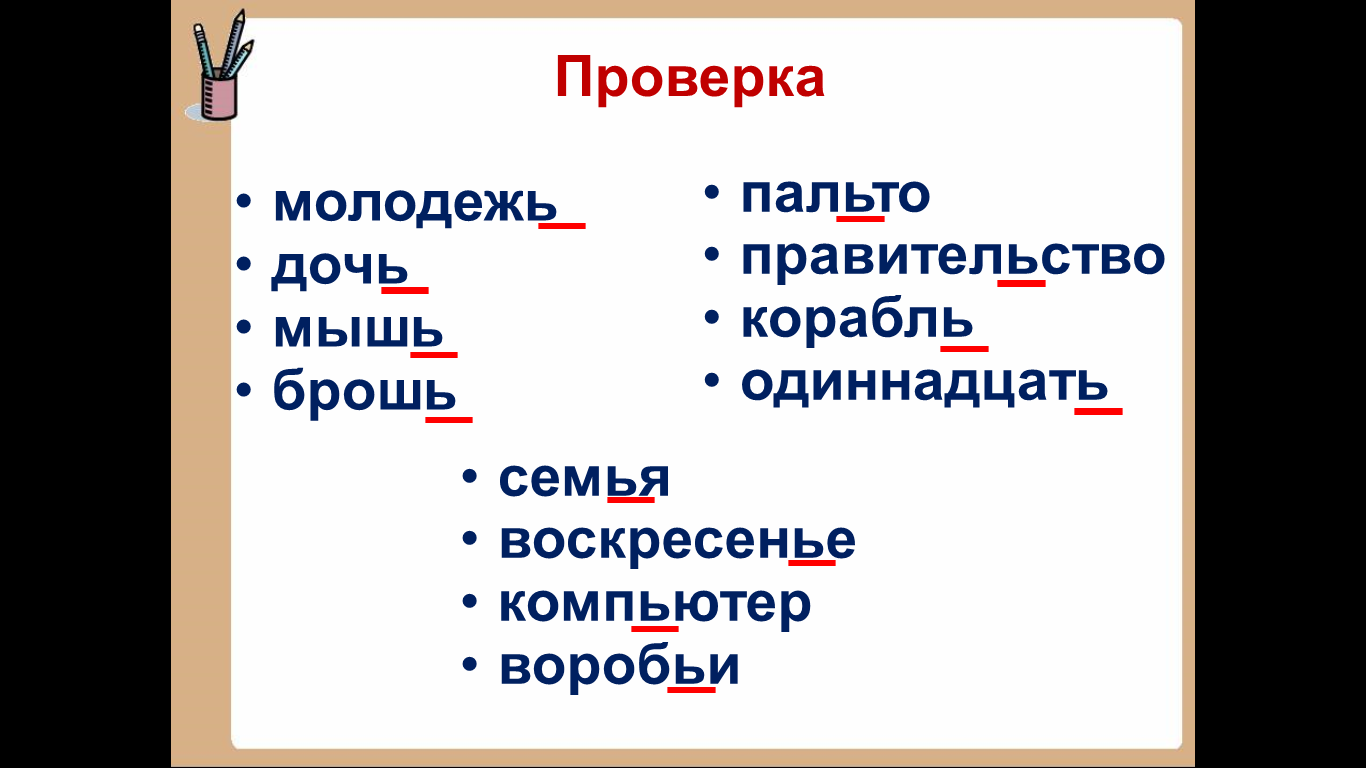 Проверка
• молодежь
• дочь
• мышь
• брошь
• пальто
• правительство
• корабль
• одиннадцать
• семья
• воскресенье
• компьютер
• воробьи